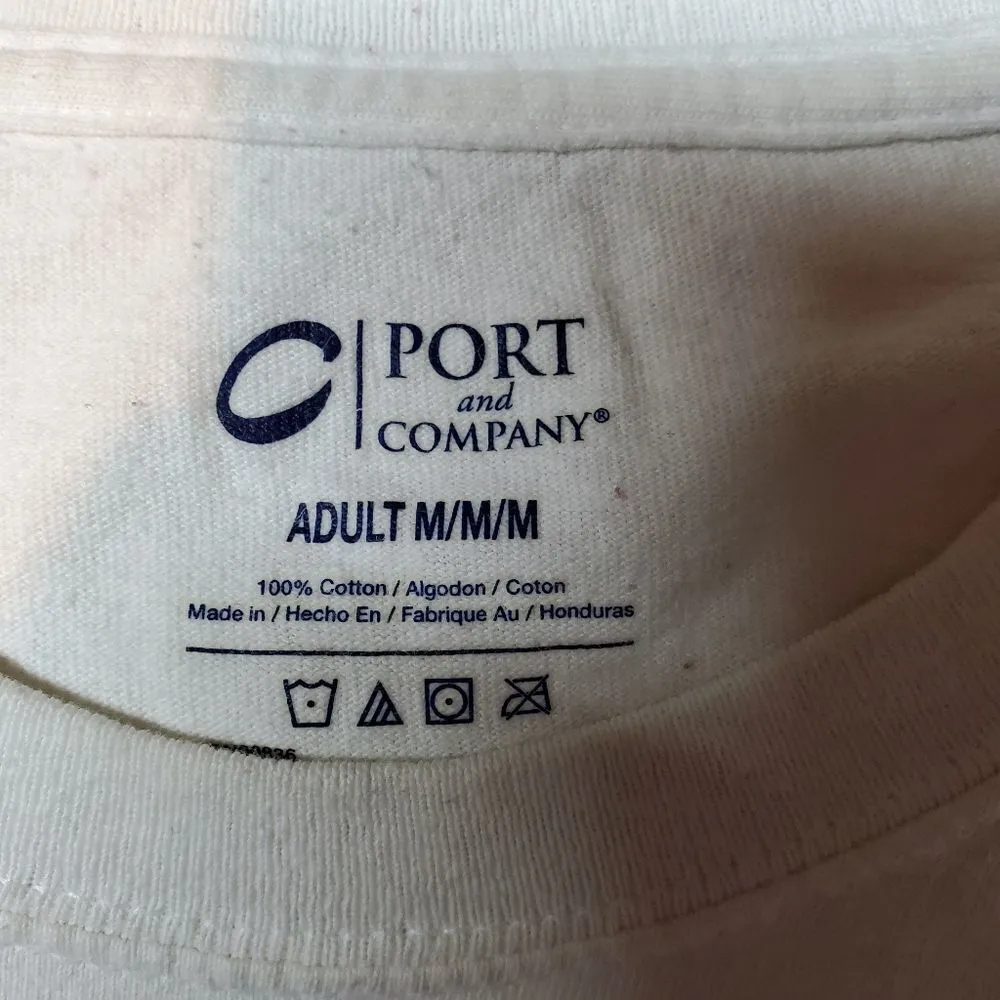 PORT
and
COMPANY®
ADULT M/M/M
100% Cotton / Algodon / Coton
Made in / Hecho En / Fabrique Au / Honduras